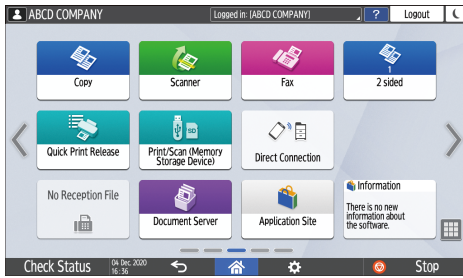 ABCD COMPANY
Logged in: [ABCD COMPANY]
?
Logout
Copy
Scanner
Fax
1
2 sided
Quick Print Release
SD
Print/Scan (Memory
Storage Device)
Direct Connection
No Reception File
Document Server
Application Site
Information
There is no new
information about
the software.
Check Status
04 Dec. 2020
16:36
Stop